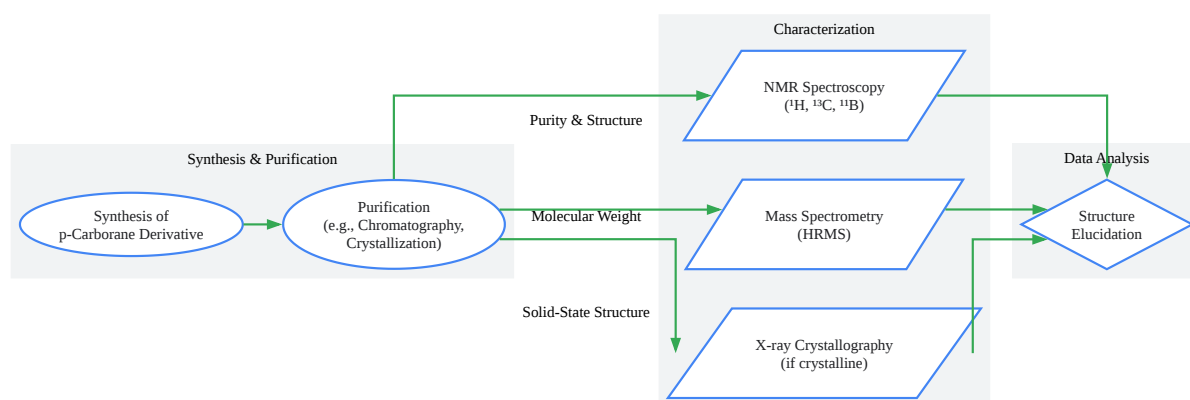 Characterization
NMR Spectroscopy
(¹H, ¹³C, ¹¹B)
Purity & Structure
Synthesis & Purification
Data Analysis
Synthesis of
p-Carborane Derivative
Purification
(e.g., Chromatography,
Crystallization)
Molecular Weight
Mass Spectrometry
(HRMS)
Structure
Elucidation
Solid-State Structure
X-ray Crystallography
(if crystalline)